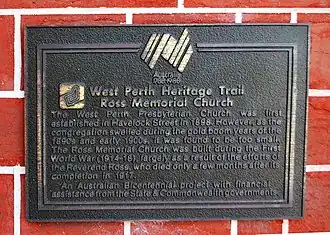 Australia
1788-1988
West Perth Heritage Trail
Ross Memorial Church
The West Perth Presbyterian Church was first
established in Havelock Street in 1896. However, as the
congregation swelled during the gold boom years of the
1890s and early 1900s, it was found to be too small.
The Ross Memorial Church was built during the First
World War (1914-18), largely as a result of the efforts of
the Reverend Ross, who died only a few months after its
completion in 1917.
An Australian Bicentennial project with financial
assistance from the State & Commonwealth governments